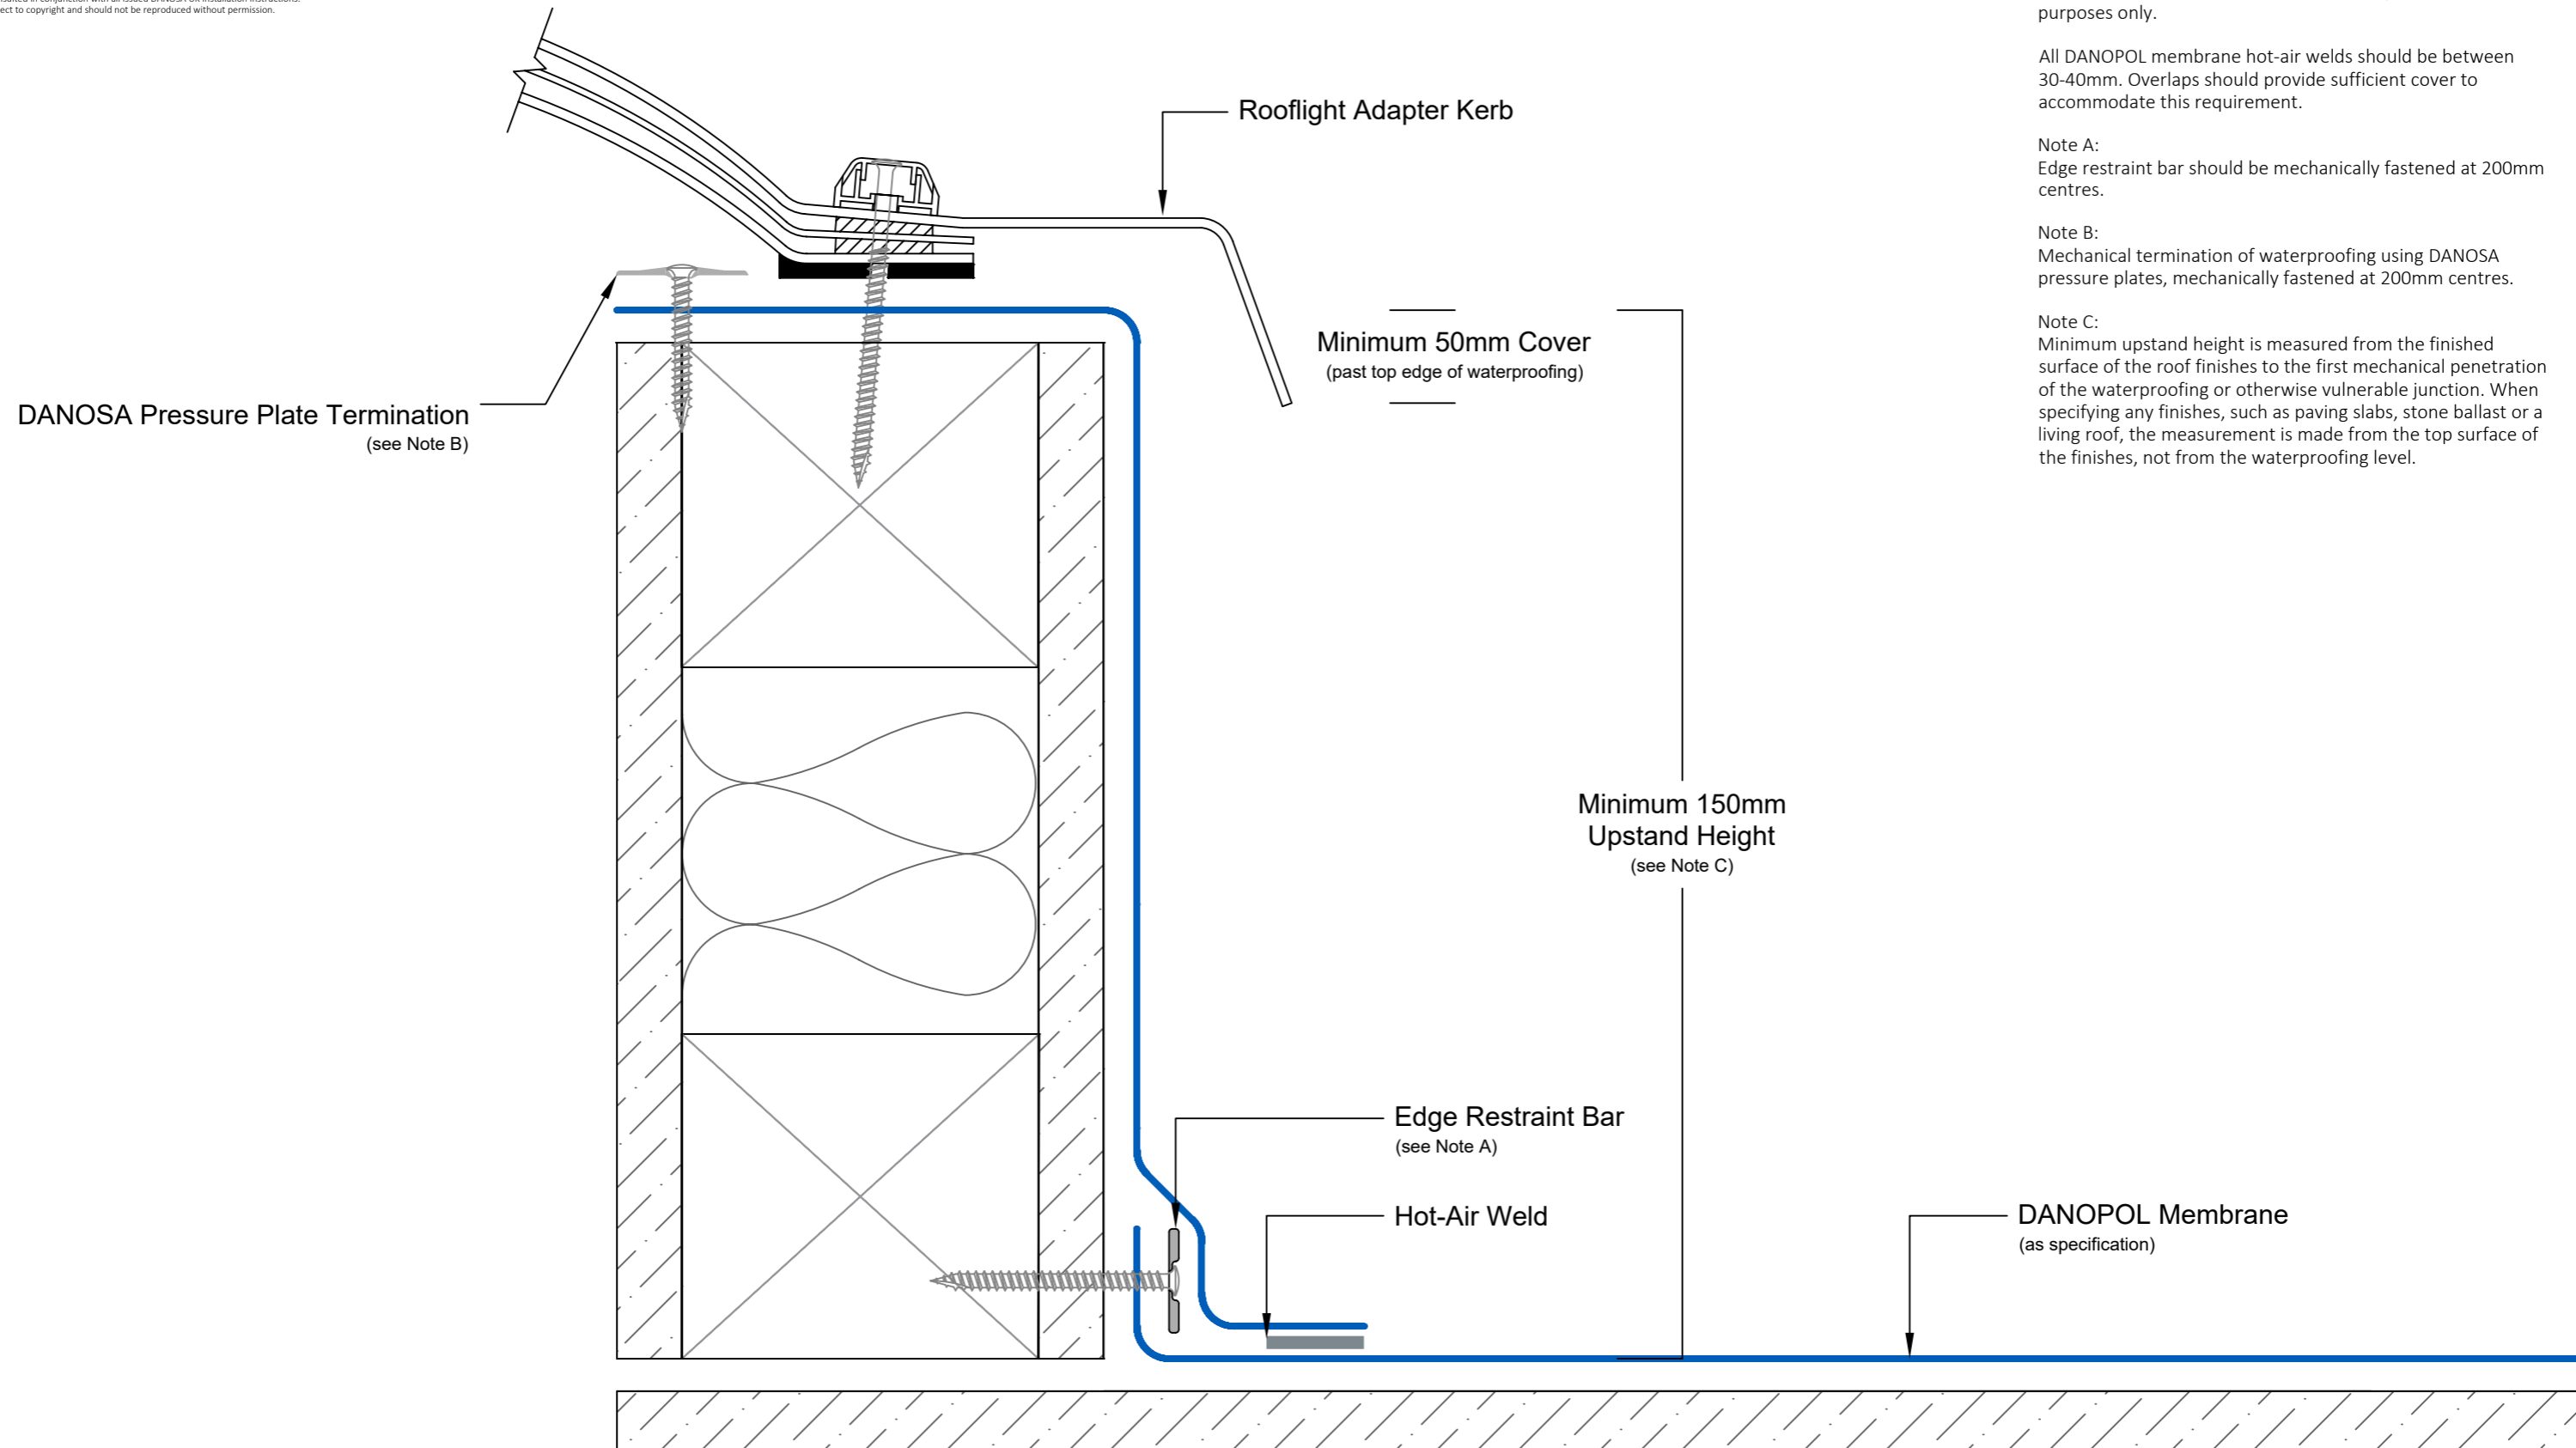 ect to copyright and should not be reproduced without permission.
purposes only.
All DANOPOL membrane hot-air welds should be between
30-40mm. Overlaps should provide sufficient cover to
accommodate this requirement.
Note A:
Edge restraint bar should be mechanically fastened at 200mm
centres.
Note B:
Mechanical termination of waterproofing using DANOSA
pressure plates, mechanically fastened at 200mm centres.
Note C:
Minimum upstand height is measured from the finished
surface of the roof finishes to the first mechanical penetration
of the waterproofing or otherwise vulnerable junction. When
specifying any finishes, such as paving slabs, stone ballast or a
living roof, the measurement is made from the top surface of
the finishes, not from the waterproofing level.
Rooflight Adapter Kerb
Minimum 50mm Cover
(past top edge of waterproofing)
DANOSA Pressure Plate Termination
(see Note B)
Minimum 150mm
Upstand Height
(see Note C)
Edge Restraint Bar
(see Note A)
Hot-Air Weld
DANOPOL Membrane
(as specification)